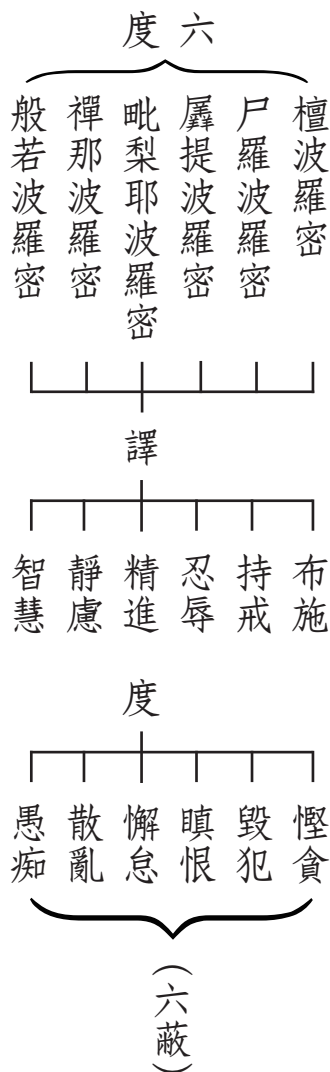 六度
檀波羅密
尸羅波羅密
羼提波羅密
毗梨耶波羅密
禪那波羅密
般若波羅密
譯
布施
持戒
忍辱
精進
靜慮
智慧
度
慳貪
毀犯
瞋恨
懈怠
散亂
愚痴
（六蔽）